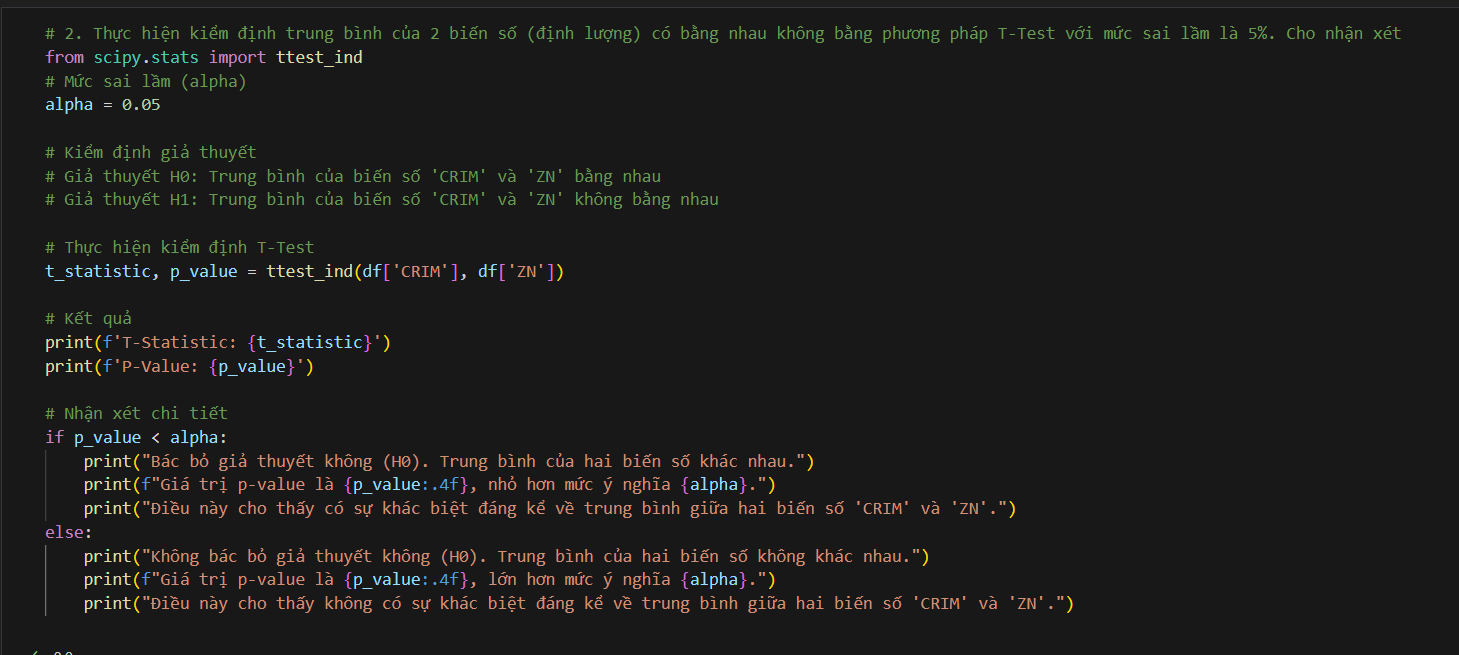 # 2. Thực hiện kiểm định trung bình của 2 biến số (định lượng) có bằng nhau không bằng phương pháp T-Test với mức sai lầm là 5%. Cho nhận xét
from scipy.stats import ttest_ind
# Mức sai lầm (alpha)
alpha = 0.05
# Kiểm định giả thuyết
# Giả thuyết H0: Trung bình của biến số 'CRIM' và 'ZN' bằng nhau
# Giả thuyết H1: Trung bình của biến số 'CRIM' và 'ZN' không bằng nhau
# Thực hiện kiểm định T-Test
t_statistic, p_value = ttest_ind(df['CRIM'], df['ZN'])
# Kết quả
print(f'T-Statistic: {t_statistic}')
print(f'P-Value: {p_value}')
# Nhận xét chi tiết
if p_value < alpha:
    print("Bác bỏ giả thuyết không (H0). Trung bình của hai biến số khác nhau.")
    print(f"Giá trị p-value là {p_value:.4f}, nhỏ hơn mức ý nghĩa {alpha}.")
    print("Điều này cho thấy có sự khác biệt đáng kể về trung bình giữa hai biến số 'CRIM' và 'ZN'.")
else:
    print("Không bác bỏ giả thuyết không (H0). Trung bình của hai biến số không khác nhau.")
    print(f"Giá trị p-value là {p_value:.4f}, lớn hơn mức ý nghĩa {alpha}.")
    print("Điều này cho thấy không có sự khác biệt đáng kể về trung bình giữa hai biến số 'CRIM' và 'ZN'.")